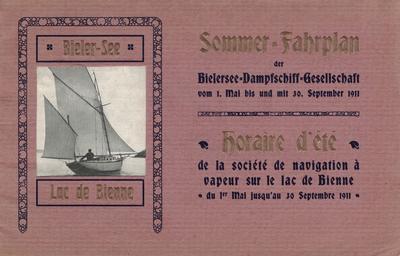 Bieler-See
Lac de Bienne
Sommer-Fahrplan
der
Bielersee-Dampfschiff-Gesellschaft
vom 1. Mai bis und mit 30. September 1911
Horaire d'été
de la société de navigation à
vapeur sur le lac de Bienne
du 1er Mai jusqu'au 30 Septembre 1911